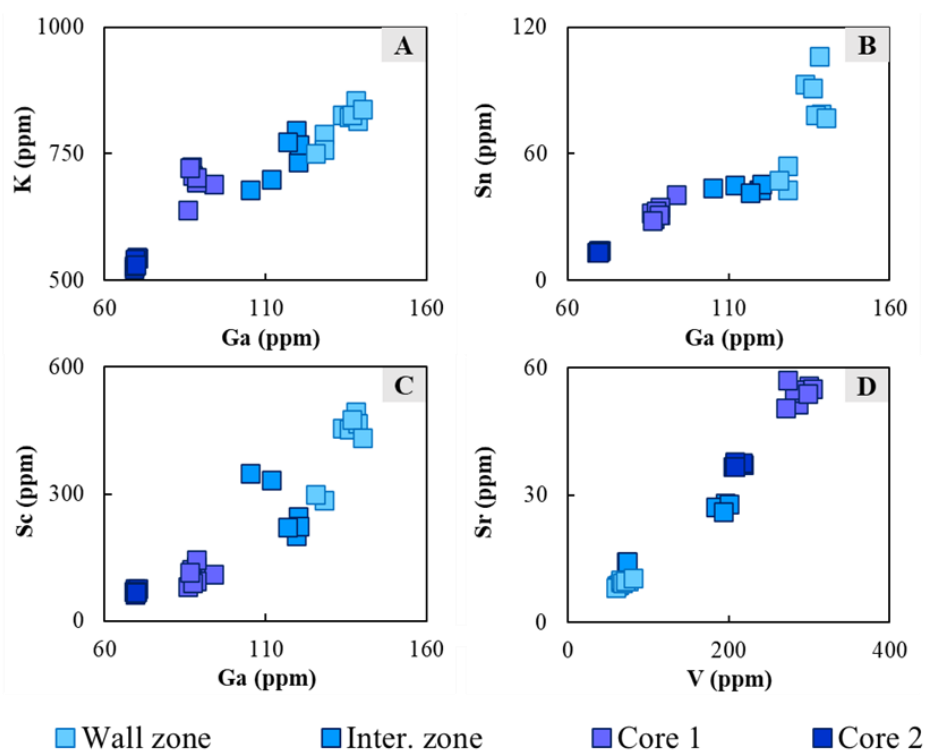 1000
750
500
K (ppm)
A
60
110
160
Ga (ppm)
120
60
0
Sn (ppm)
B
60
110
160
Ga (ppm)
600
300
0
Sc (ppm)
C
60
110
160
Ga (ppm)
60
30
0
Sr (ppm)
D
0
200
400
V (ppm)
Wall zone
Inter. zone
Core 1
Core 2